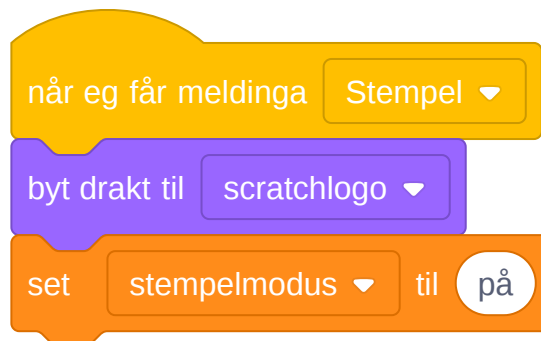 når eg får meldinga Stempel
byt drakt til scratchlogo
set stempelmodus til på